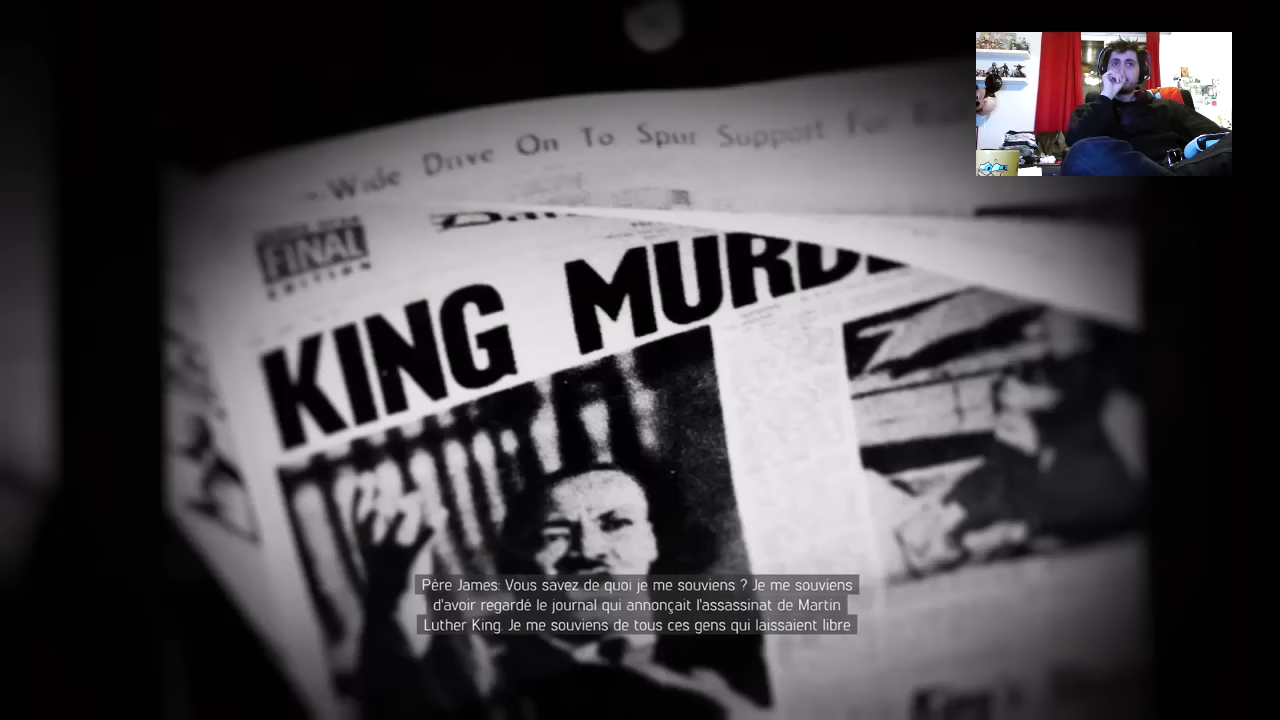 Wide Drive On To Spur Support For
FINAL
EDITION
KING MURD
Père James: Vous savez de quoi je me souviens ? Je me souviens
d'avoir regardé le journal qui annonçait l'assassinat de Martin
Luther King. Je me souviens de tous ces gens qui laissaient libre